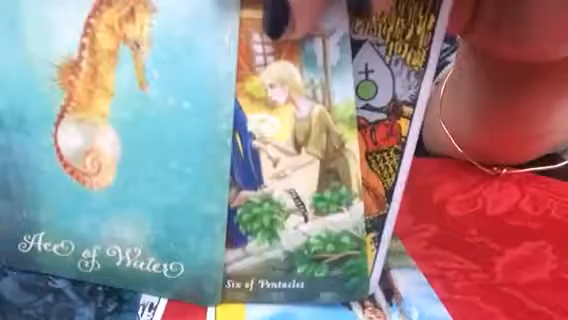 Ace of Water
Six of Pentacles